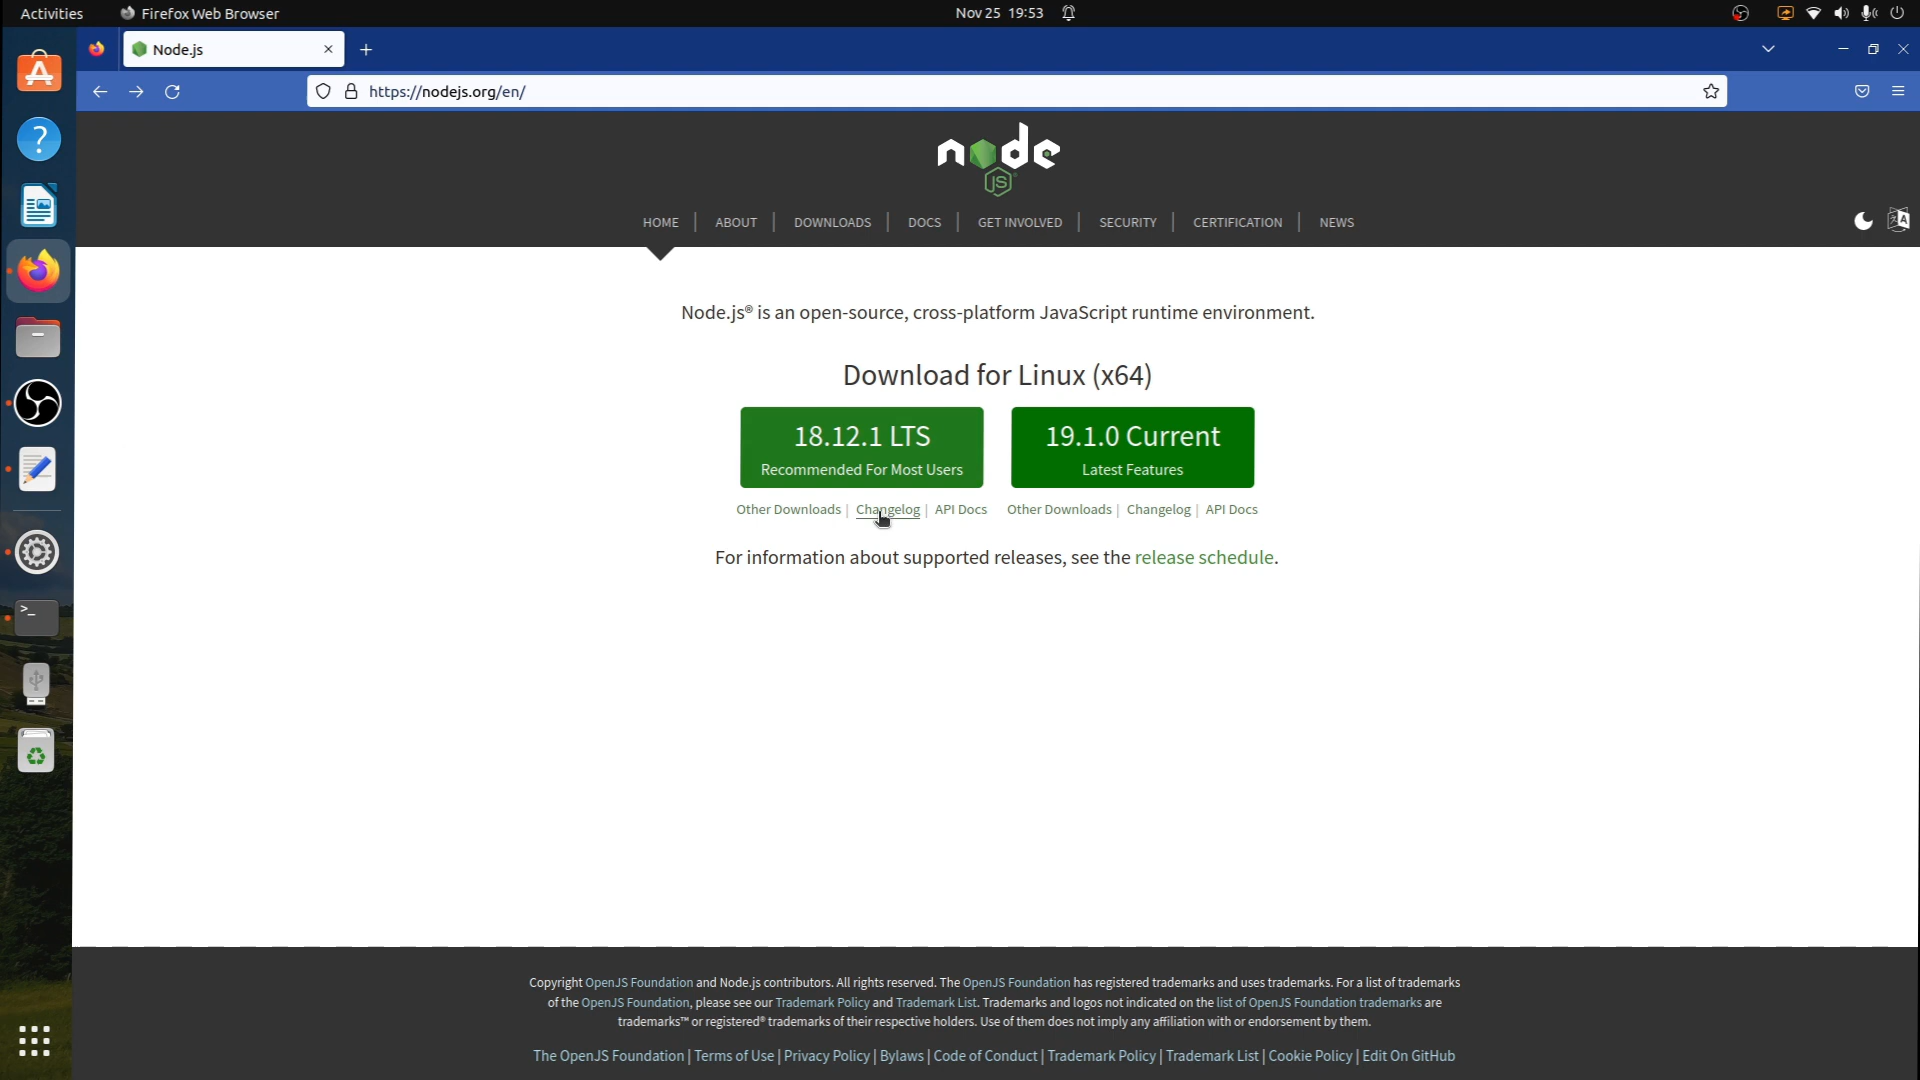 Activities Firefox Web Browser Nov 25 19:53
Node.js
https://nodejs.org/en/
node
JS
HOME | ABOUT | DOWNLOADS | DOCS | GET INVOLVED | SECURITY | CERTIFICATION | NEWS
Node.js® is an open-source, cross-platform JavaScript runtime environment.
Download for Linux (x64)
18.12.1 LTS
Recommended For Most Users
19.1.0 Current
Latest Features
Other Downloads | Changelog | API Docs
Other Downloads | Changelog | API Docs
For information about supported releases, see the release schedule.
Copyright OpenJS Foundation and Node.js contributors. All rights reserved. The OpenJS Foundation has registered trademarks and uses trademarks. For a list of trademarks
of the OpenJS Foundation, please see our Trademark Policy and Trademark List. Trademarks and logos not indicated on the list of OpenJS Foundation trademarks are
trademarks™ or registered® trademarks of their respective holders. Use of them does not imply any affiliation with or endorsement by them.
The OpenJS Foundation | Terms of Use | Privacy Policy | Bylaws | Code of Conduct | Trademark Policy | Trademark List | Cookie Policy | Edit On GitHub